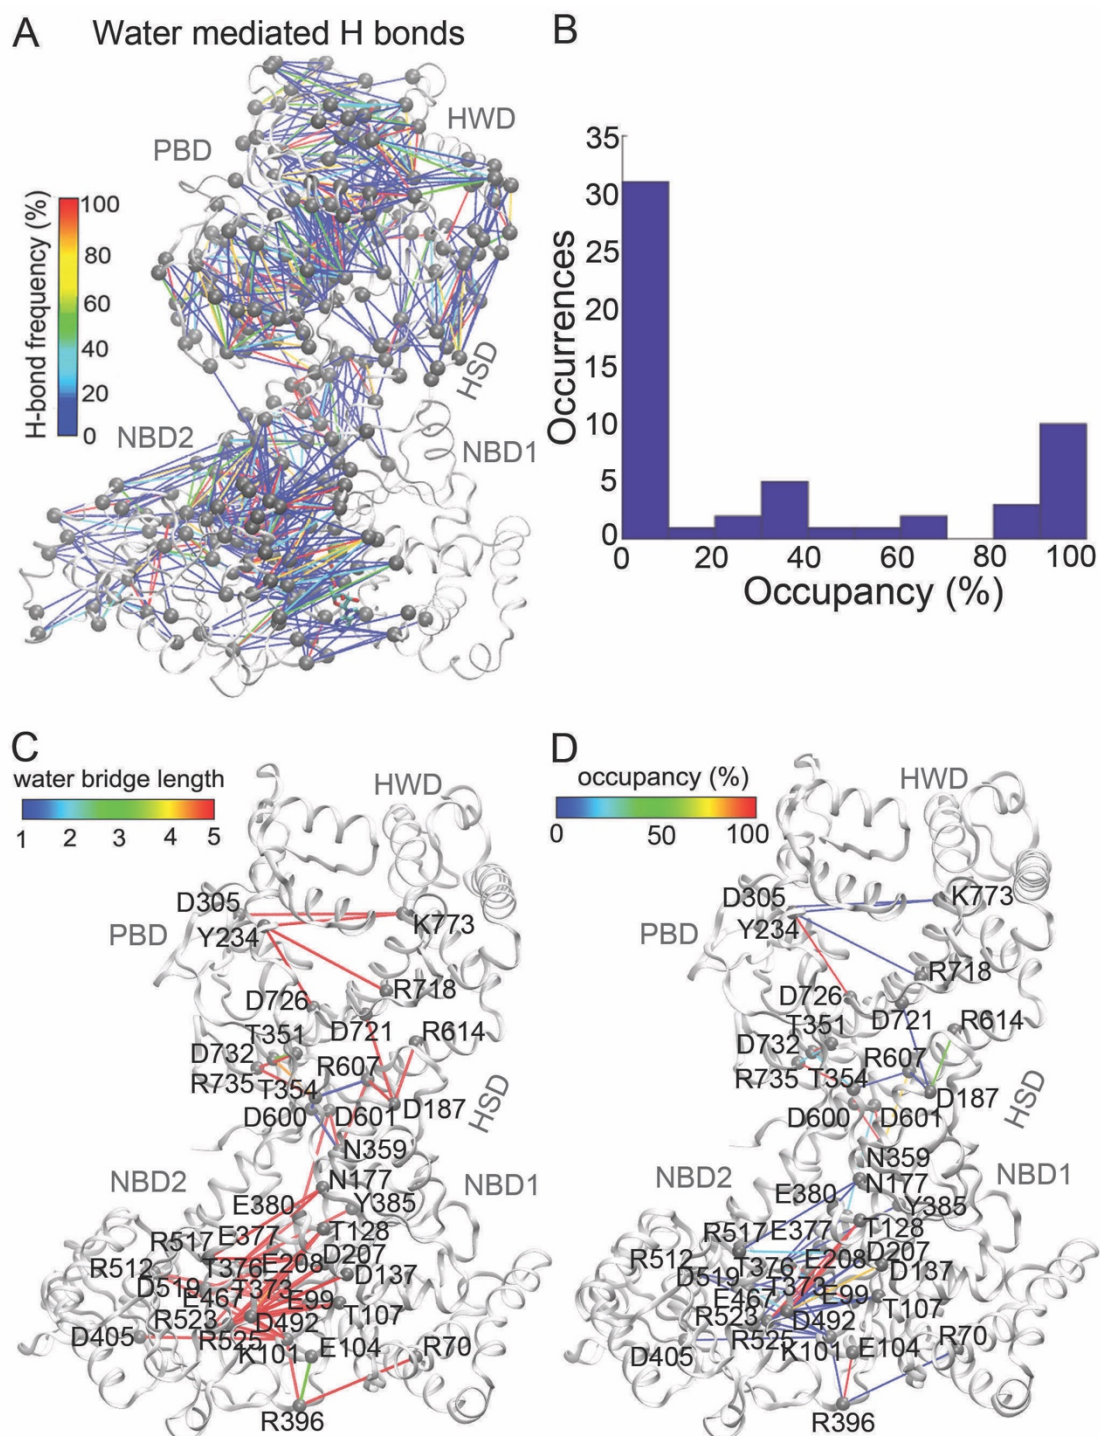 A Water mediated H bonds
HWD
PBD
H-bond frequency (%)
100
80
60
40
20
0
HSD
NBD2
NBD1
B
Occurrences
35
30
25
20
15
10
5
0
0 20 40 60 80 100
Occupancy (%)
C
water bridge length
1 2 3 4 5
HWD
D305
PBD
Y234
K773
R718
D726
T351
D721
R614
D732
R607
R735
T354
D187
HSD
D600
D601
N359
NBD2
N177
NBD1
E380
Y385
R517
E377
T128
R512
T376
E208
D207
D519
T373
D137
E467
E99
R523
D492
T107
D405
R525
K101
E104
R70
R396
D
occupancy (%)
0 50 100
HWD
D305
K773
PBD
Y234
R718
D726
T351
D721
R614
D732
R607
R735
T354
D187
HSD
D600
D601
N359
NBD2
N177
NBD1
E380
Y385
R517
E377
T128
R512
T376
E208
D207
D519
T373
D137
E467
E99
R523
D492
T107
D405
R525
K101
E104
R70
R396